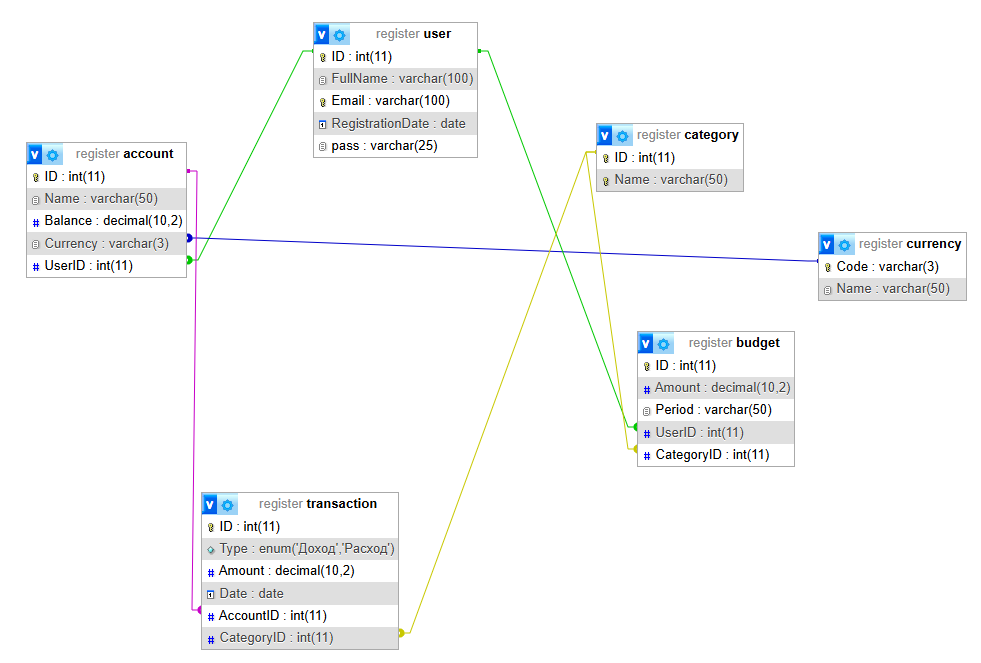 v register user
ID : int(11)
FullName : varchar(100)
Email : varchar(100)
RegistrationDate : date
pass : varchar(25)
v register category
ID : int(11)
Name : varchar(50)
v register account
ID : int(11)
Name : varchar(50)
# Balance : decimal(10,2)
Currency : varchar(3)
# UserID : int(11)
v register currency
Code : varchar(3)
Name : varchar(50)
v register budget
ID : int(11)
# Amount : decimal(10,2)
Period : varchar(50)
# UserID : int(11)
# CategoryID : int(11)
v register transaction
ID : int(11)
Type : enum('Доход','Расход')
# Amount : decimal(10,2)
Date : date
# AccountID : int(11)
# CategoryID : int(11)